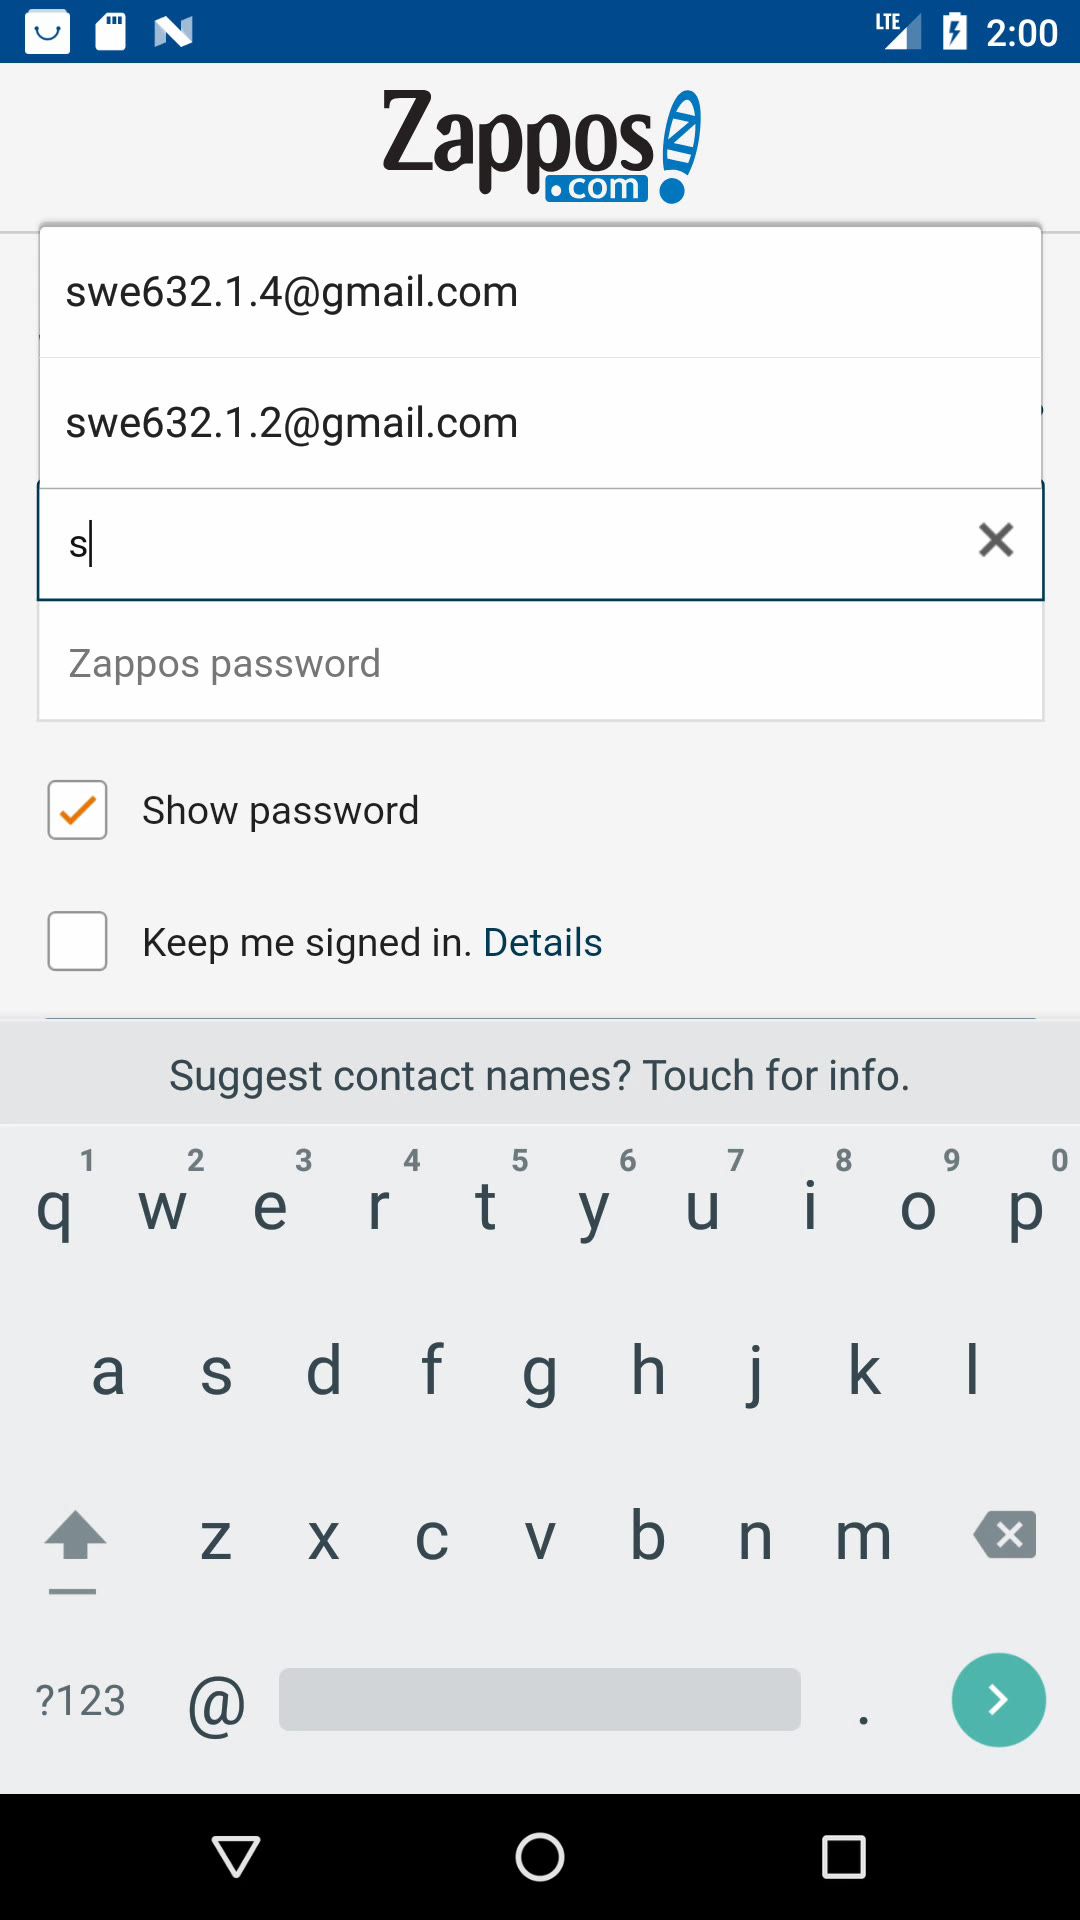 LTE 2:00
Zappos
.com
swe632.1.4@gmail.com
swe632.1.2@gmail.com
s
Zappos password
Show password
Keep me signed in. Details
Suggest contact names? Touch for info.
1 2 3 4 5 6 7 8 9 0
q w e r t y u i o p
a s d f g h j k l
z x c v b n m
?123 @ .